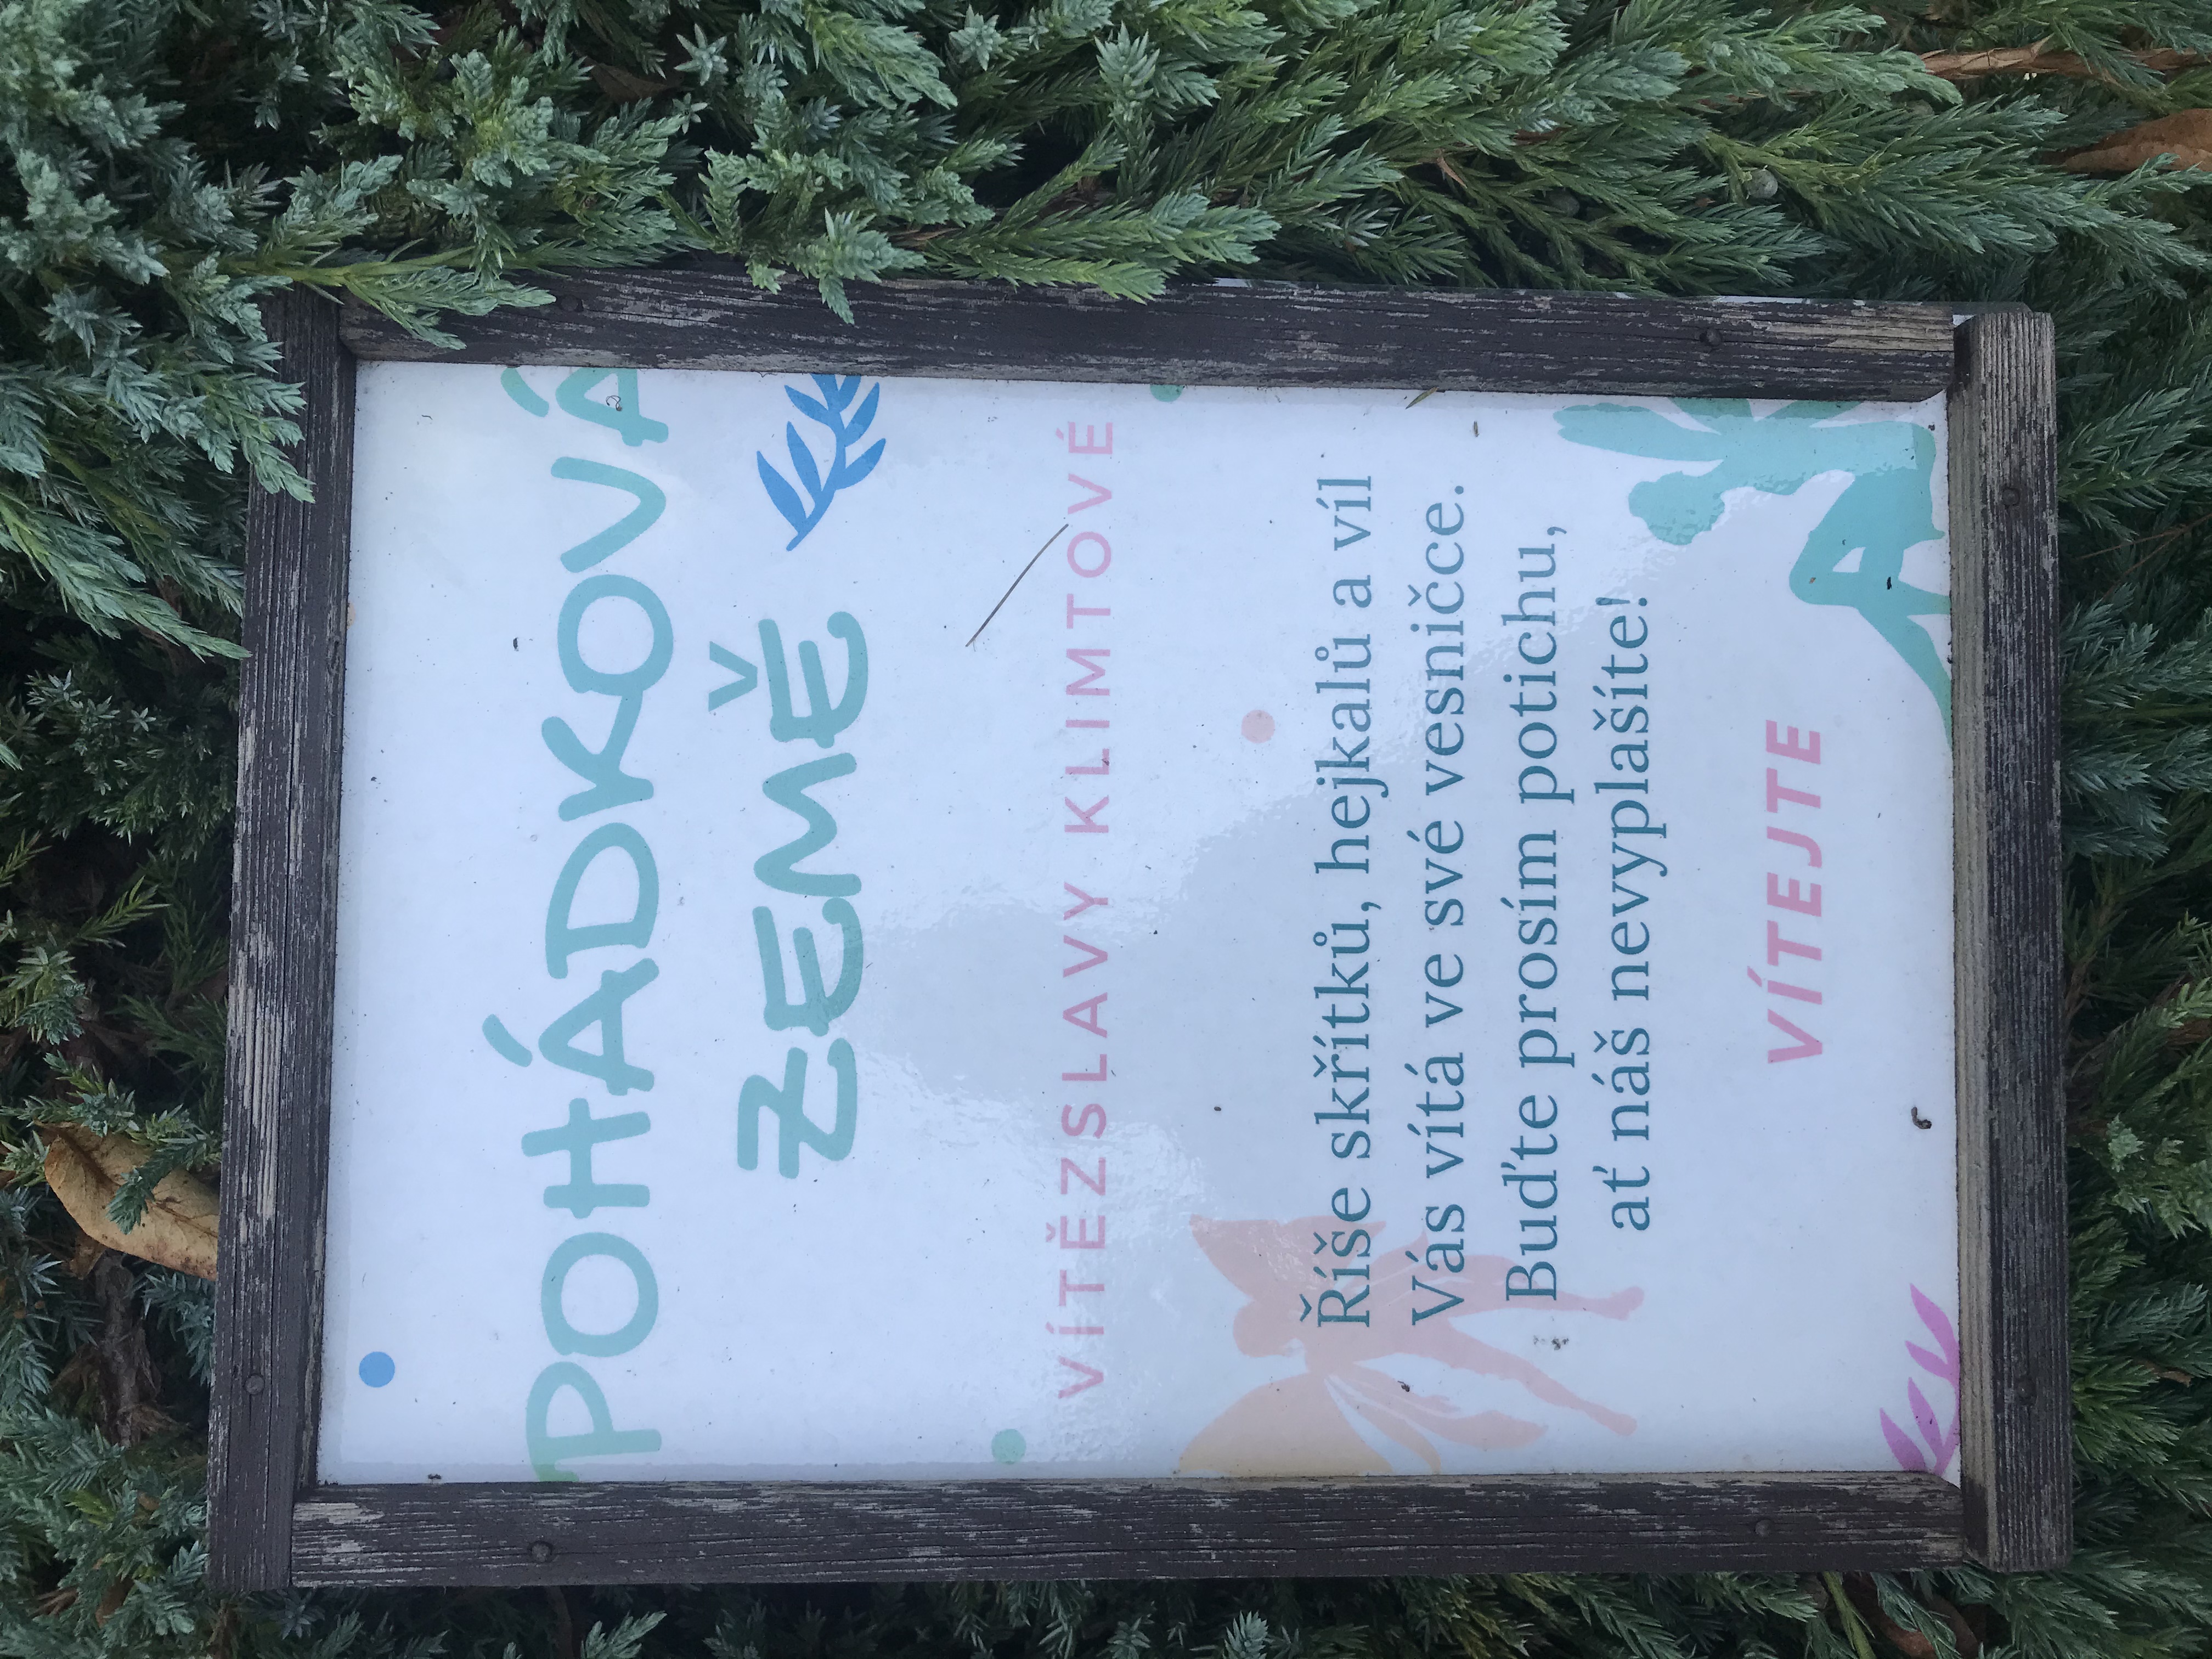 POHÁDKOVÁ
ZEMĚ
VÍTĚZSLAVY KLIMTOVÉ
Říše skřítků, hejkalů a víl
Vás vítá ve své vesničce.
Buďte prosím potichu,
ať náš nevyplašíte!
VÍTEJTE